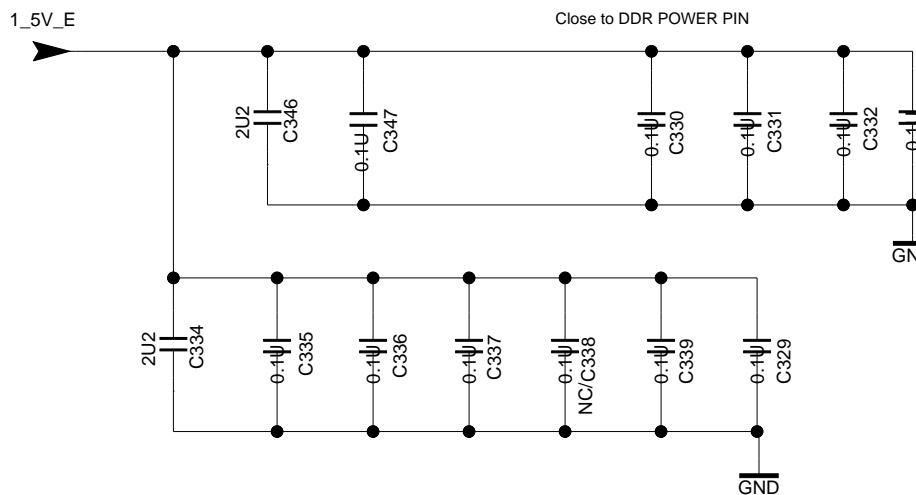 1_5V_E
Close to DDR POWER PIN
2U2
C346
0.1U
C347
0.1U
C330
0.1U
C331
0.1U
C332
2U2
C334
0.1U
C335
0.1U
C336
0.1U
C337
0.1U
NC/C338
0.1U
C339
0.1U
C329
GND